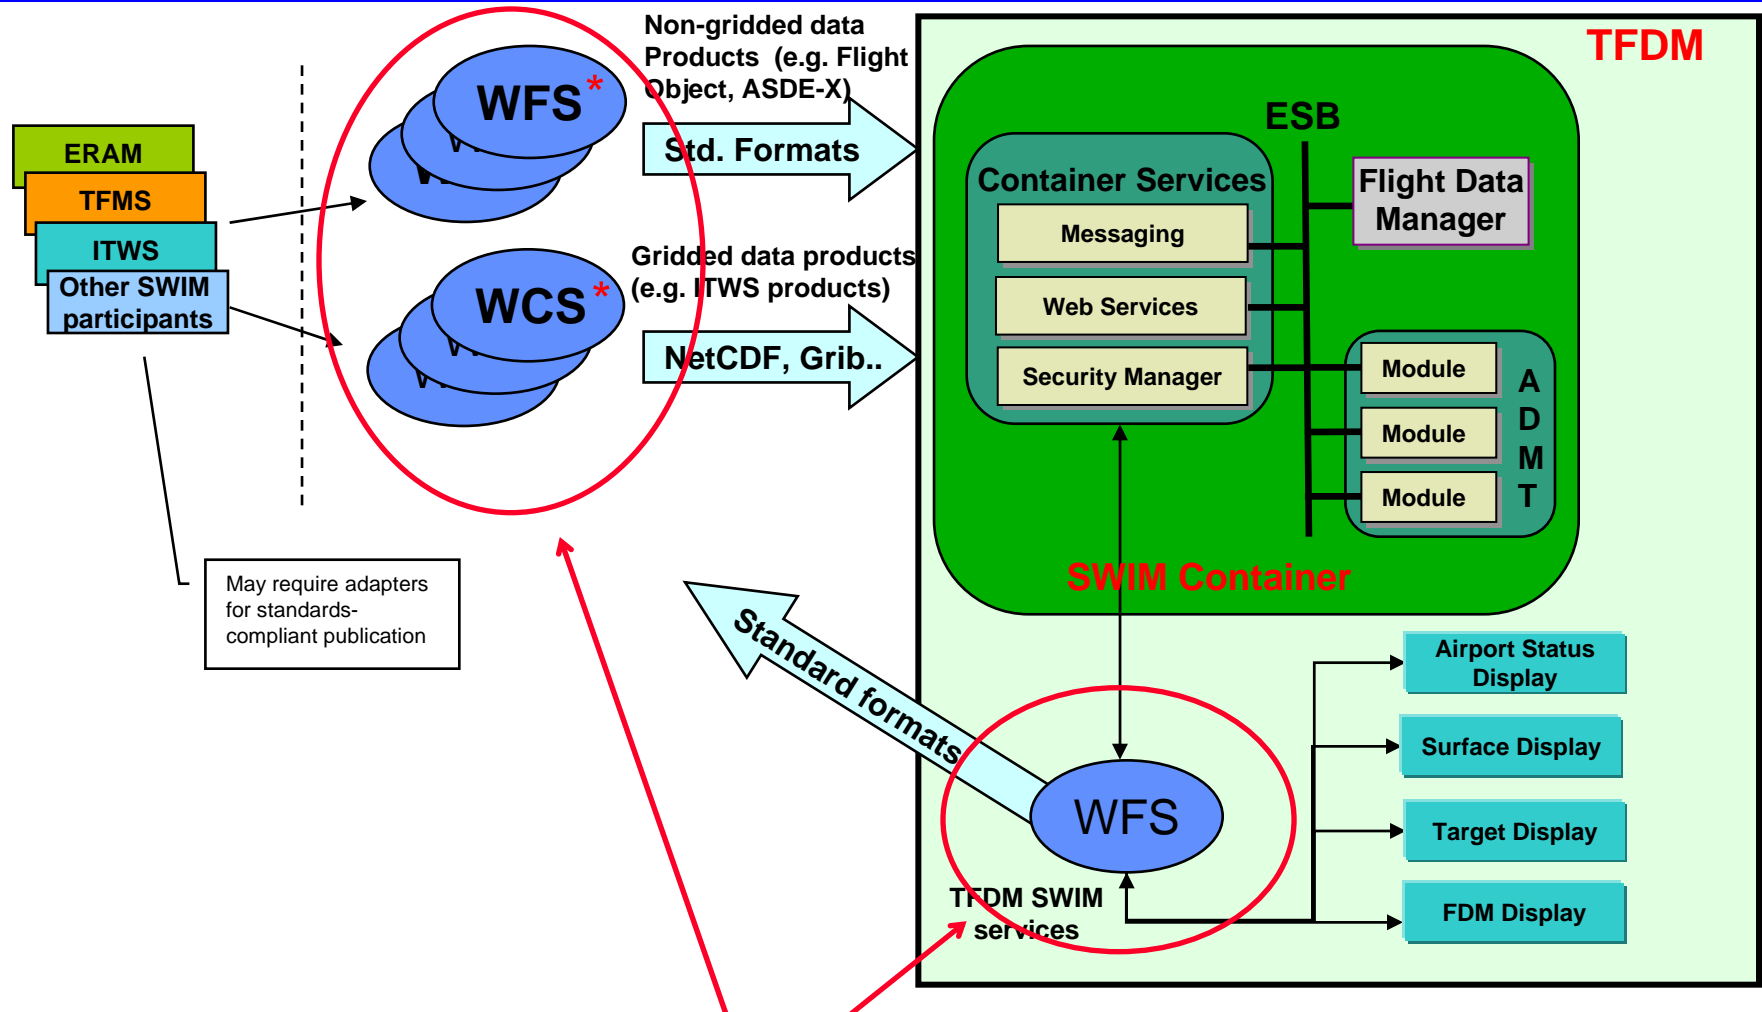 Non-gridded data
Products (e.g. Flight
Object, ASDE-X)
TFDM
WFS*
ERAM
TFMS
ITWS
Other SWIM
participants
Std. Formats
ESB
Container Services
Messaging
Web Services
Security Manager
Flight Data
Manager
Gridded data products
(e.g. ITWS products)
WCS*
NetCDF, Grib..
Module
Module
Module
A
D
M
T
SWIM Container
May require adapters
for standards-
compliant publication
Standard formats
WFS
TFDM SWIM
services
Airport Status
Display
Surface Display
Target Display
FDM Display